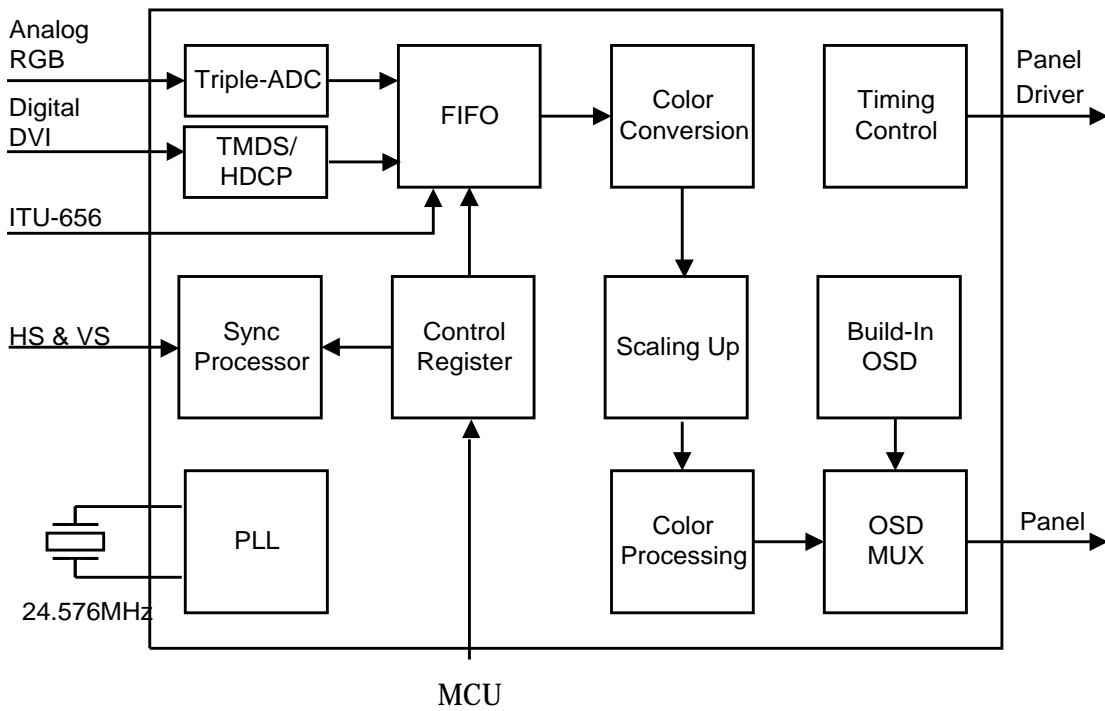 Analog
RGB
Digital
DVI
ITU-656
HS & VS
24.576MHz
Triple-ADC
TMDS/
HDCP
FIFO
Color
Conversion
Timing
Control
Panel
Driver
Sync
Processor
Control
Register
Scaling Up
Build-In
OSD
PLL
Color
Processing
OSD
MUX
Panel
MCU